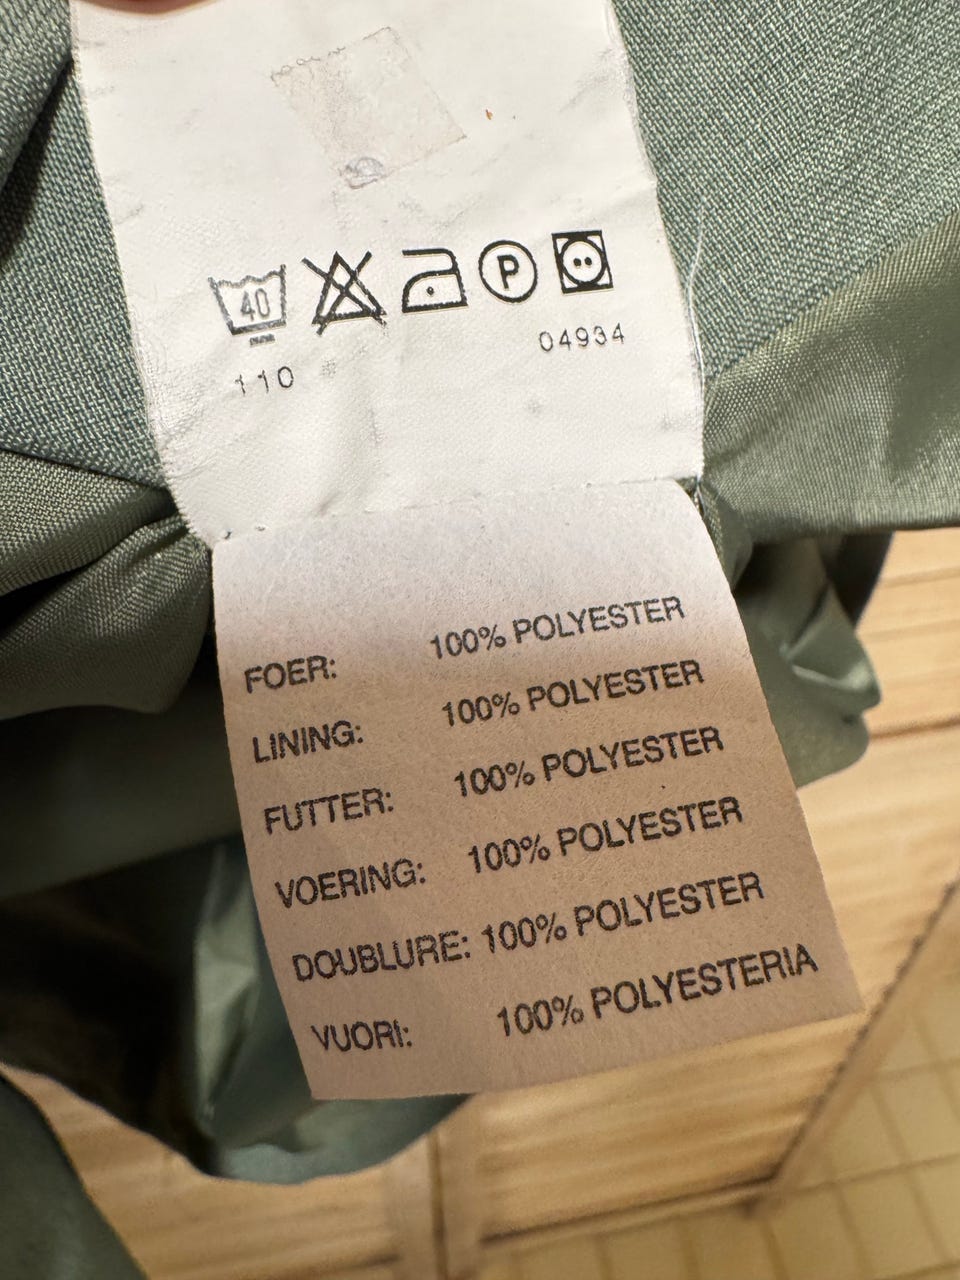 40 P
110 04934
FOER: 100% POLYESTER
LINING: 100% POLYESTER
FUTTER: 100% POLYESTER
VOERING: 100% POLYESTER
DOUBLURE: 100% POLYESTER
VUORI: 100% POLYESTERIA